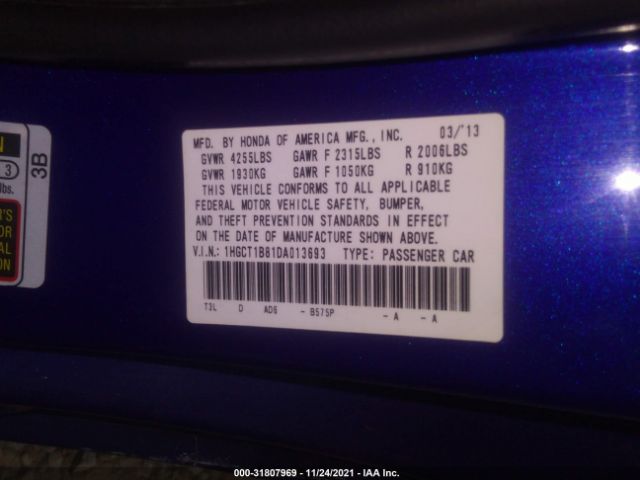 MFD. BY HONDA OF AMERICA MFG., INC. 03/'13
GVWR 4255LBS GAWR F 2315LBS R 2006LBS
GVWR 1930KG GAWR F 1050KG R 910KG
THIS VEHICLE CONFORMS TO ALL APPLICABLE
FEDERAL MOTOR VEHICLE SAFETY, BUMPER,
AND THEFT PREVENTION STANDARDS IN EFFECT
ON THE DATE OF MANUFACTURE SHOWN ABOVE.
V.I.N.: 1HGCT1B81DA013693 TYPE: PASSENGER CAR
T3L D AD6 - B575P - A - A
N
3
lbs.
3B
000-31807969 - 11/24/2021 - IAA Inc.